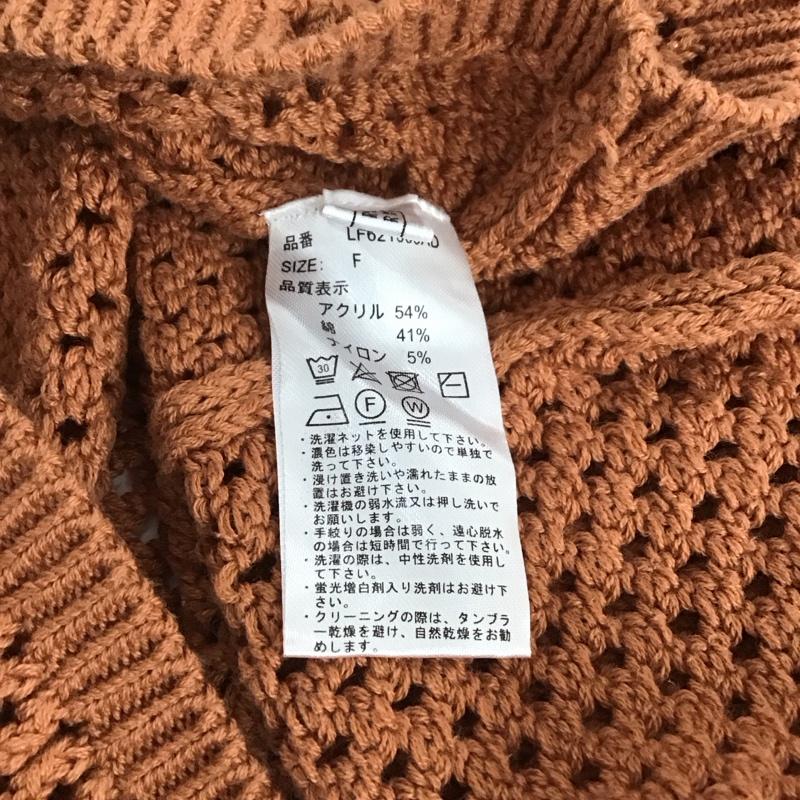 品番
SIZE: F
品質表示
アクリル 54%
綿 41%
ナイロン 5%
30
F W
・洗濯ネットを使用して下さい。
・濃色は移染しやすいので単独で
洗って下さい。
・浸け置き洗いや濡れたままの放
置はお避け下さい。
・洗濯機の弱水流又は押し洗いで
お願いします。
・手絞りの場合は弱く、遠心脱水
の場合は短時間で行って下さい。
・洗濯の際は、中性洗剤を使用し
て下さい。
・蛍光増白剤入り洗剤はお避け下
さい。
・クリーニングの際は、タンブラ
ー乾燥を避け、自然乾燥をお勧
めします。